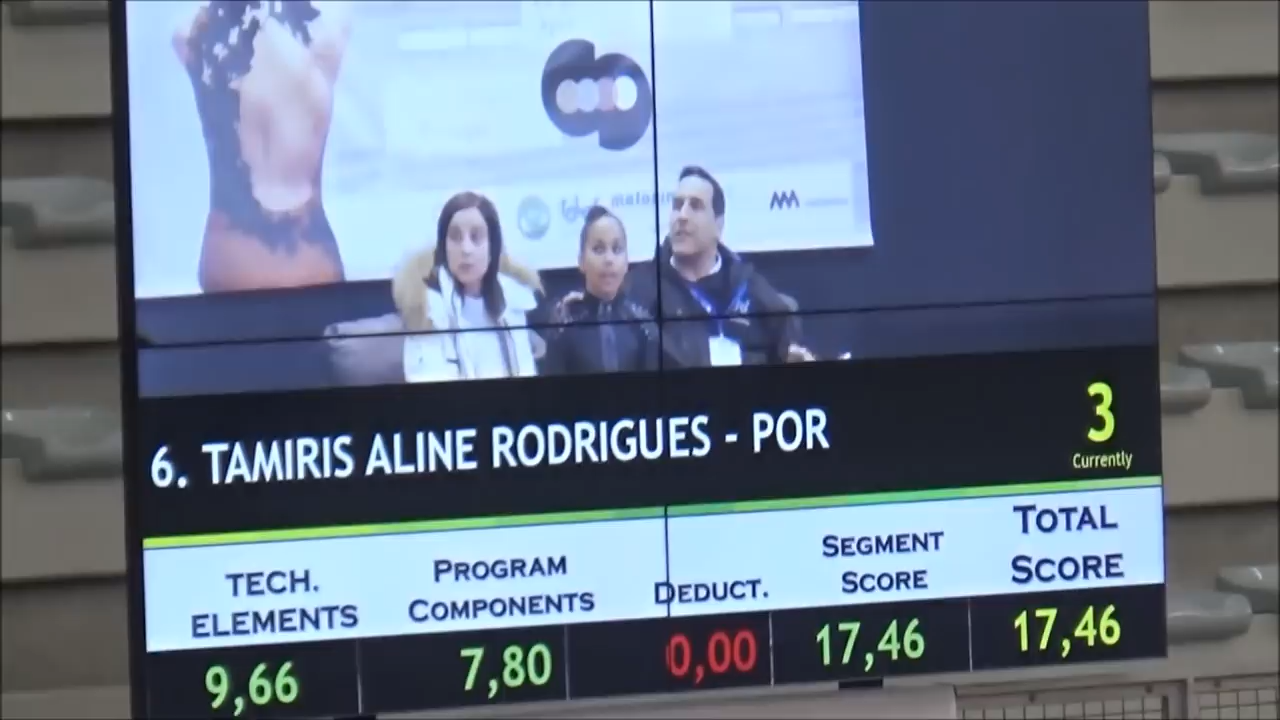 6. TAMIRIS ALINE RODRIGUES - POR
3
Currently
TECH. ELEMENTS
PROGRAM COMPONENTS
DEDUCT.
SEGMENT SCORE
TOTAL SCORE
9,66
7,80
0,00
17,46
17,46